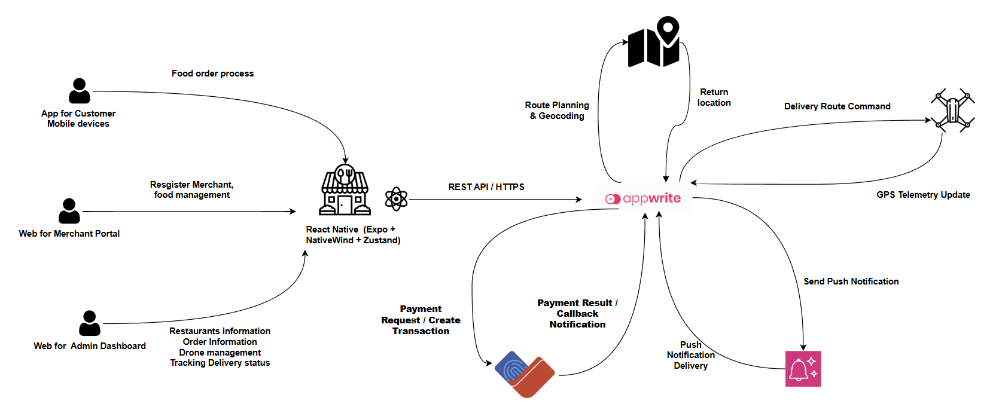 Food order process
App for Customer
Mobile devices
Resgister Merchant,
food management
Web for Merchant Portal
React Native (Expo +
NativeWind + Zustand)
Web for Admin Dashboard
Restaurants information
Order Information
Drone management
Tracking Delivery status
REST API / HTTPS
appwrite
Route Planning
& Geocoding
Return
location
Delivery Route Command
GPS Telemetry Update
Send Push Notification
Push
Notification
Delivery
Payment Result /
Callback
Notification
Payment
Request / Create
Transaction